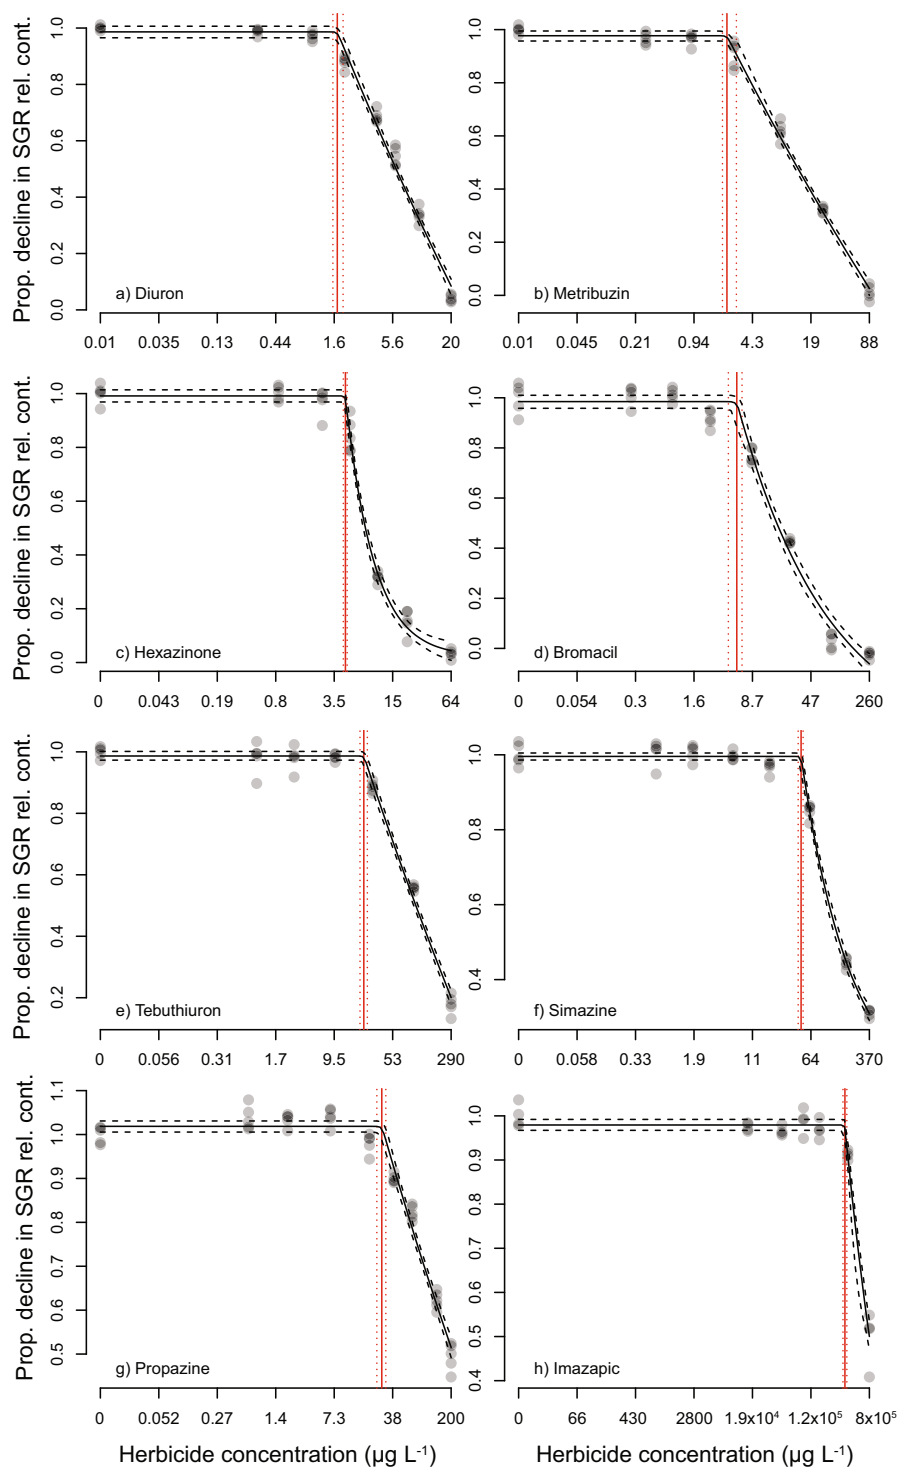 Prop. decline in SGR rel. cont.
1.0
0.8
0.6
0.4
0.2
0.0
a) Diuron
0.01 0.035 0.13 0.44 1.6 5.6 20
1.0
0.8
0.6
0.4
0.2
0.0
b) Metribuzin
0.01 0.045 0.21 0.94 4.3 19 88
Prop. decline in SGR rel. cont.
1.0
0.8
0.6
0.4
0.2
0.0
c) Hexazinone
0 0.043 0.19 0.8 3.5 15 64
1.0
0.8
0.6
0.4
0.2
0.0
d) Bromacil
0 0.054 0.3 1.6 8.7 47 260
Prop. decline in SGR rel. cont.
1.0
0.8
0.6
0.4
0.2
e) Tebuthiuron
0 0.056 0.31 1.7 9.5 53 290
1.0
0.8
0.6
0.4
f) Simazine
0 0.058 0.33 1.9 11 64 370
Prop. decline in SGR rel. cont.
1.1
1.0
0.9
0.8
0.7
0.6
0.5
g) Propazine
0 0.052 0.27 1.4 7.3 38 200
1.0
0.9
0.8
0.7
0.6
0.5
0.4
h) Imazapic
0 66 430 2800 1.9x10⁴ 1.2x10⁵ 8x10⁵
Herbicide concentration (µg L⁻¹)
Herbicide concentration (µg L⁻¹)